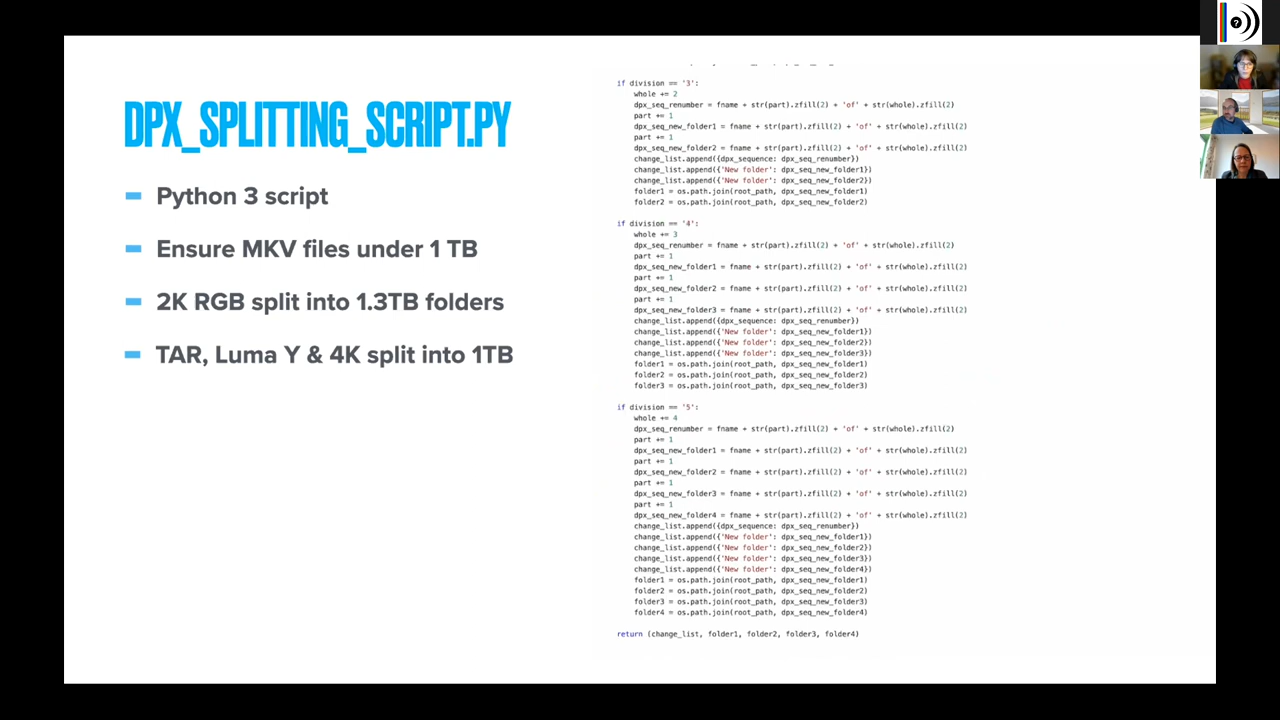 DPX_SPLITTING_SCRIPT.PY
Python 3 script
Ensure MKV files under 1 TB
2K RGB split into 1.3TB folders
TAR, Luma Y & 4K split into 1TB
if division == '3':
whole += 2
dpx_seq_renumber = fname + str(part).zfill(2) + 'of' + str(whole).zfill(2)
part += 1
dpx_seq_new_folder1 = fname + str(part).zfill(2) + 'of' + str(whole).zfill(2)
part += 1
dpx_seq_new_folder2 = fname + str(part).zfill(2) + 'of' + str(whole).zfill(2)
change_list.append({dpx_sequence: dpx_seq_renumber})
change_list.append({'New folder': dpx_seq_new_folder1})
change_list.append({'New folder': dpx_seq_new_folder2})
folder1 = os.path.join(root_path, dpx_seq_new_folder1)
folder2 = os.path.join(root_path, dpx_seq_new_folder2)
if division == '4':
whole += 3
dpx_seq_renumber = fname + str(part).zfill(2) + 'of' + str(whole).zfill(2)
part += 1
dpx_seq_new_folder1 = fname + str(part).zfill(2) + 'of' + str(whole).zfill(2)
part += 1
dpx_seq_new_folder2 = fname + str(part).zfill(2) + 'of' + str(whole).zfill(2)
part += 1
dpx_seq_new_folder3 = fname + str(part).zfill(2) + 'of' + str(whole).zfill(2)
change_list.append({dpx_sequence: dpx_seq_renumber})
change_list.append({'New folder': dpx_seq_new_folder1})
change_list.append({'New folder': dpx_seq_new_folder2})
change_list.append({'New folder': dpx_seq_new_folder3})
folder1 = os.path.join(root_path, dpx_seq_new_folder1)
folder2 = os.path.join(root_path, dpx_seq_new_folder2)
folder3 = os.path.join(root_path, dpx_seq_new_folder3)
if division == '5':
whole += 4
dpx_seq_renumber = fname + str(part).zfill(2) + 'of' + str(whole).zfill(2)
part += 1
dpx_seq_new_folder1 = fname + str(part).zfill(2) + 'of' + str(whole).zfill(2)
part += 1
dpx_seq_new_folder2 = fname + str(part).zfill(2) + 'of' + str(whole).zfill(2)
part += 1
dpx_seq_new_folder3 = fname + str(part).zfill(2) + 'of' + str(whole).zfill(2)
part += 1
dpx_seq_new_folder4 = fname + str(part).zfill(2) + 'of' + str(whole).zfill(2)
change_list.append({dpx_sequence: dpx_seq_renumber})
change_list.append({'New folder': dpx_seq_new_folder1})
change_list.append({'New folder': dpx_seq_new_folder2})
change_list.append({'New folder': dpx_seq_new_folder3})
change_list.append({'New folder': dpx_seq_new_folder4})
folder1 = os.path.join(root_path, dpx_seq_new_folder1)
folder2 = os.path.join(root_path, dpx_seq_new_folder2)
folder3 = os.path.join(root_path, dpx_seq_new_folder3)
folder4 = os.path.join(root_path, dpx_seq_new_folder4)
return (change_list, folder1, folder2, folder3, folder4)